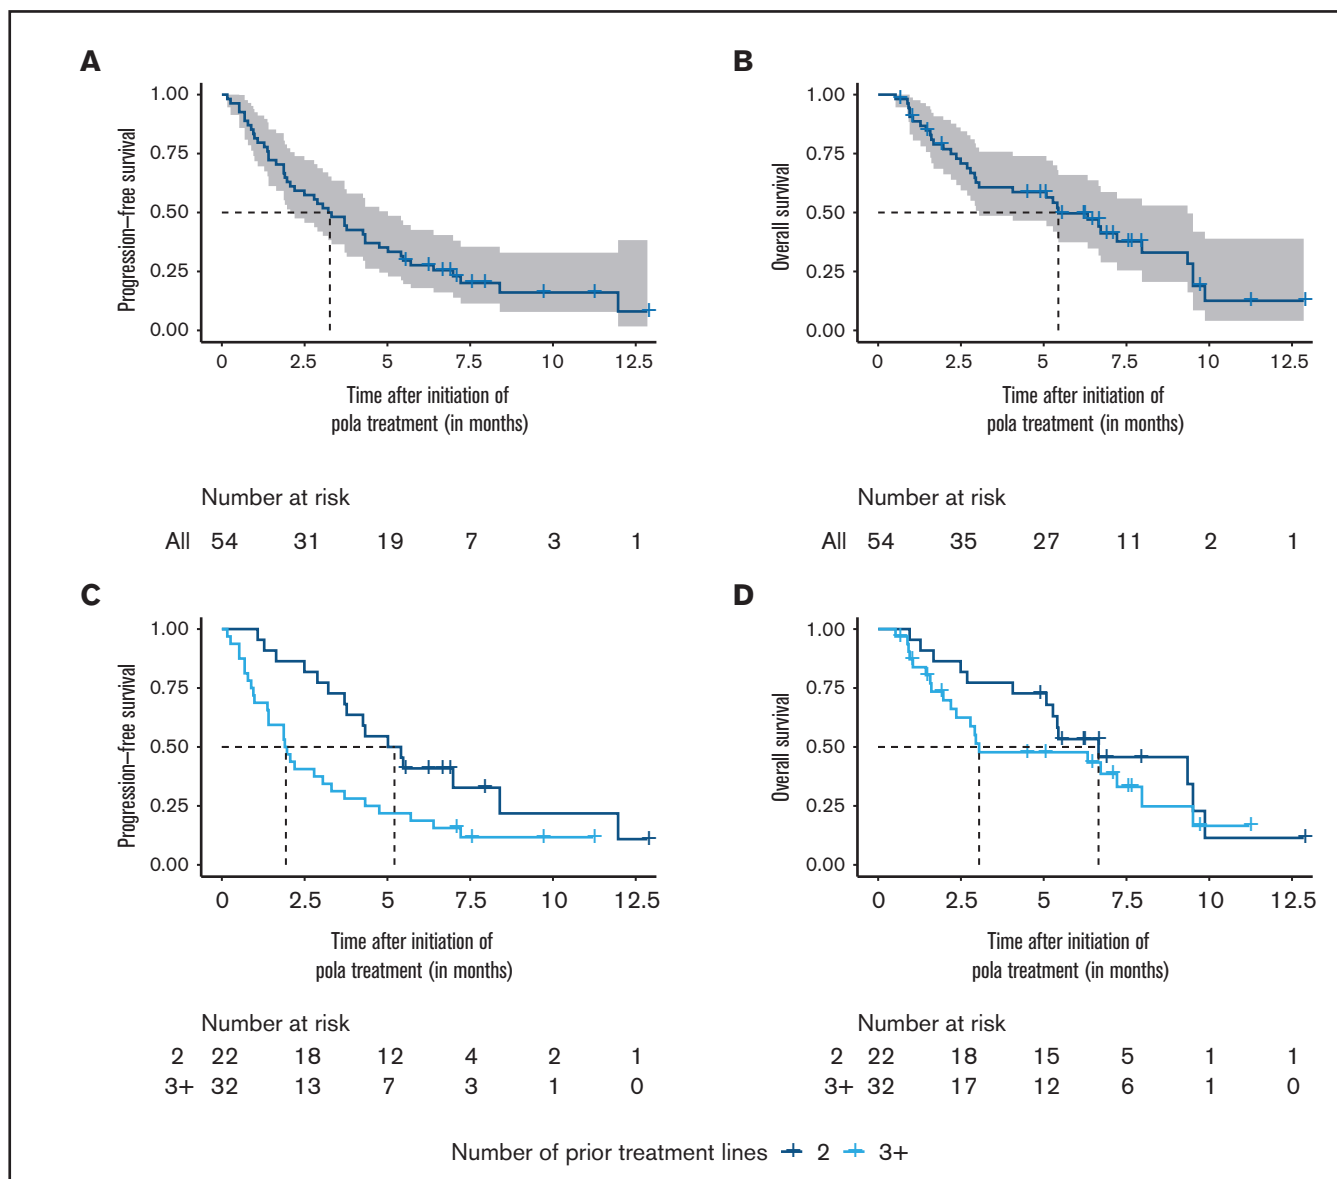 A
Progression–free survival
1.00
0.75
0.50
0.25
0.00
0 2.5 5 7.5 10 12.5
Time after initiation of
pola treatment (in months)
Number at risk
All 54 31 19 7 3 1
B
Overall survival
1.00
0.75
0.50
0.25
0.00
0 2.5 5 7.5 10 12.5
Time after initiation of
pola treatment (in months)
Number at risk
All 54 35 27 11 2 1
C
Progression–free survival
1.00
0.75
0.50
0.25
0.00
0 2.5 5 7.5 10 12.5
Time after initiation of
pola treatment (in months)
Number at risk
2 22 18 12 4 2 1
3+ 32 13 7 3 1 0
D
Overall survival
1.00
0.75
0.50
0.25
0.00
0 2.5 5 7.5 10 12.5
Time after initiation of
pola treatment (in months)
Number at risk
2 22 18 15 5 1 1
3+ 32 17 12 6 1 0
Number of prior treatment lines 2 3+